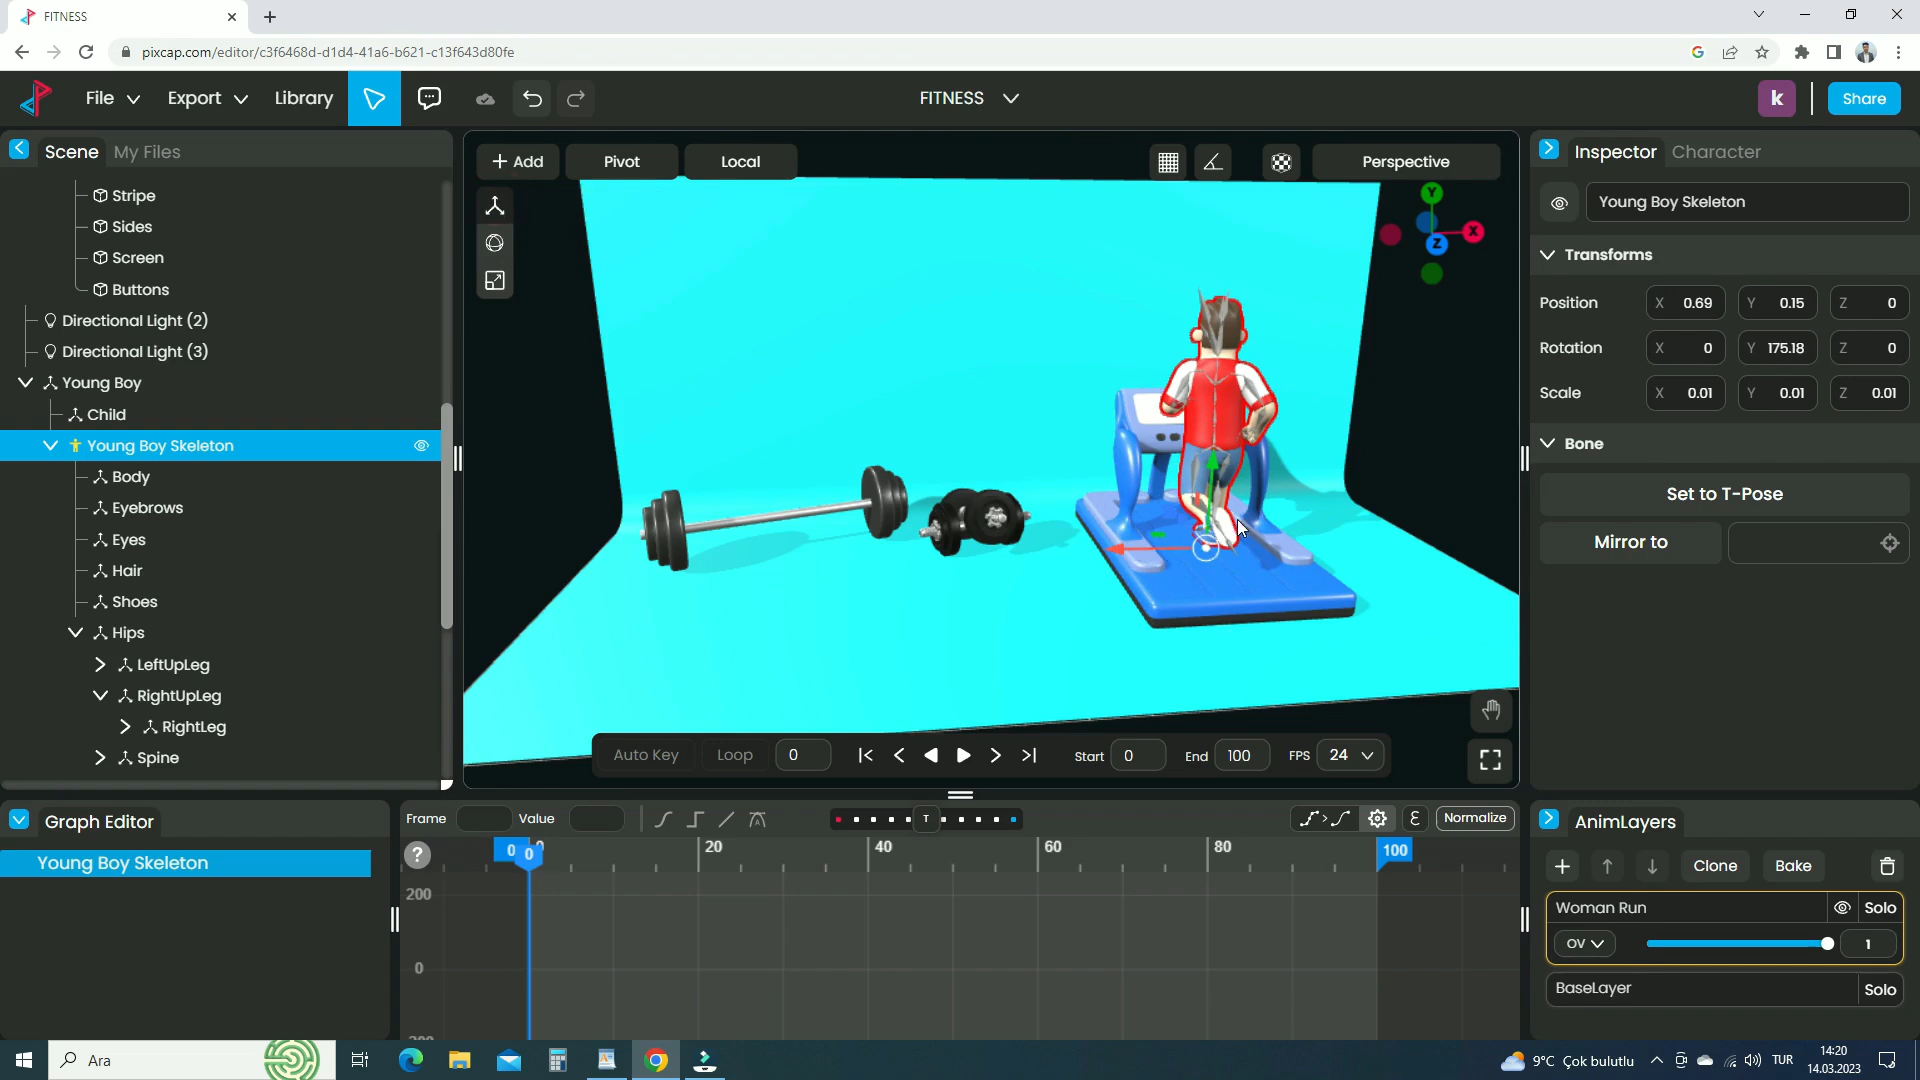 FITNESS
pixcap.com/editor/c3f6468d-d1d4-41a6-b621-c13f643d80fe
File Export Library FITNESS k Share
Scene My Files
+ Add Pivot Local Perspective
Inspector Character
Stripe
Sides
Screen
Buttons
Directional Light (2)
Directional Light (3)
Young Boy
Child
Young Boy Skeleton
Body
Eyebrows
Eyes
Hair
Shoes
Hips
LeftUpLeg
RightUpLeg
RightLeg
Spine
Y
X
Z
Young Boy Skeleton
Transforms
Position X 0.69 Y 0.15 Z 0
Rotation X 0 Y 175.18 Z 0
Scale X 0.01 Y 0.01 Z 0.01
Bone
Set to T-Pose
Mirror to
Auto Key Loop 0 Start 0 End 100 FPS 24
Graph Editor
Young Boy Skeleton
Frame Value T Normalize
? 0 0 20 40 60 80 100
200
0
AnimLayers
+ Clone Bake
Woman Run Solo
OV 1
BaseLayer Solo
Ara 9°C Çok bulutlu TUR 14:20
14.03.2023